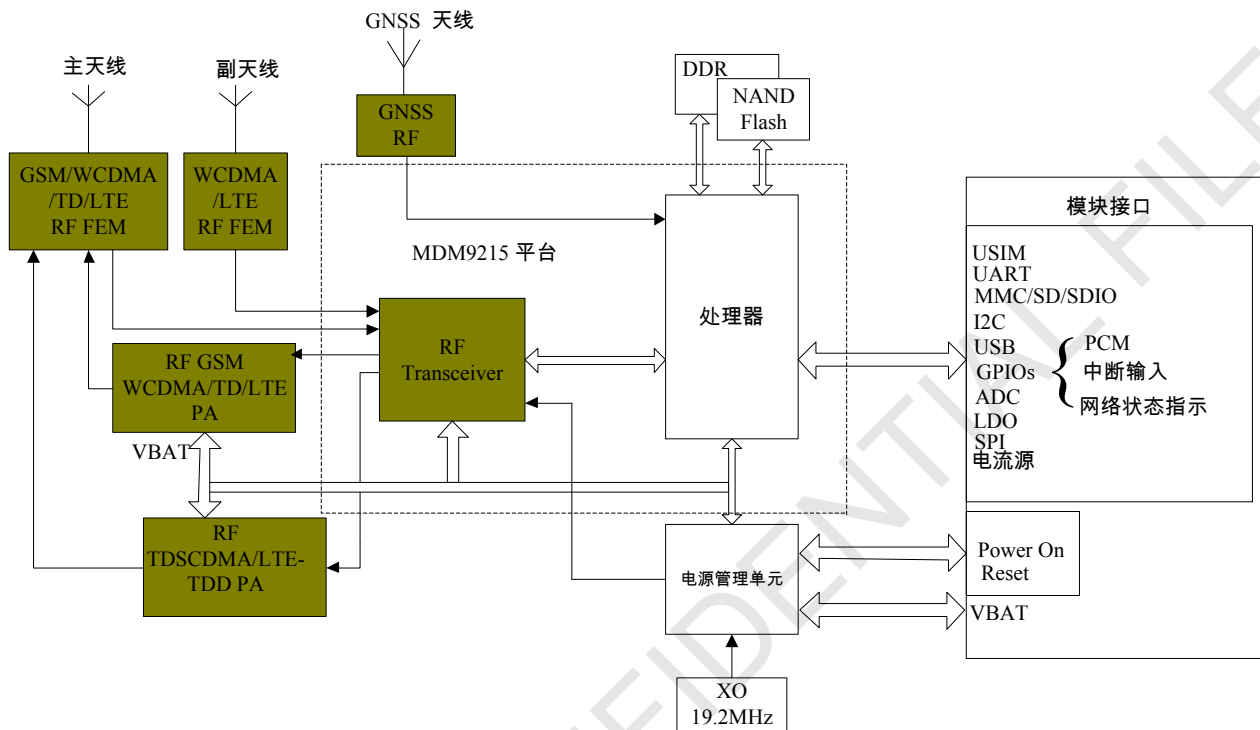 GNSS 天线
主天线
副天线
DDR
NAND
Flash
GNSS
RF
GSM/WCDMA
/TD/LTE
RF FEM
WCDMA
/LTE
RF FEM
MDM9215 平台
处理器
模块接口
USIM
UART
MMC/SD/SDIO
I2C
USB
GPIOs
ADC
LDO
SPI
电流源
PCM
中断输入
网络状态指示
RF
Transceiver
RF GSM
WCDMA/TD/LTE
PA
VBAT
RF
TDSCDMA/LTE-
TDD PA
电源管理单元
Power On
Reset
VBAT
XO
19.2MHz